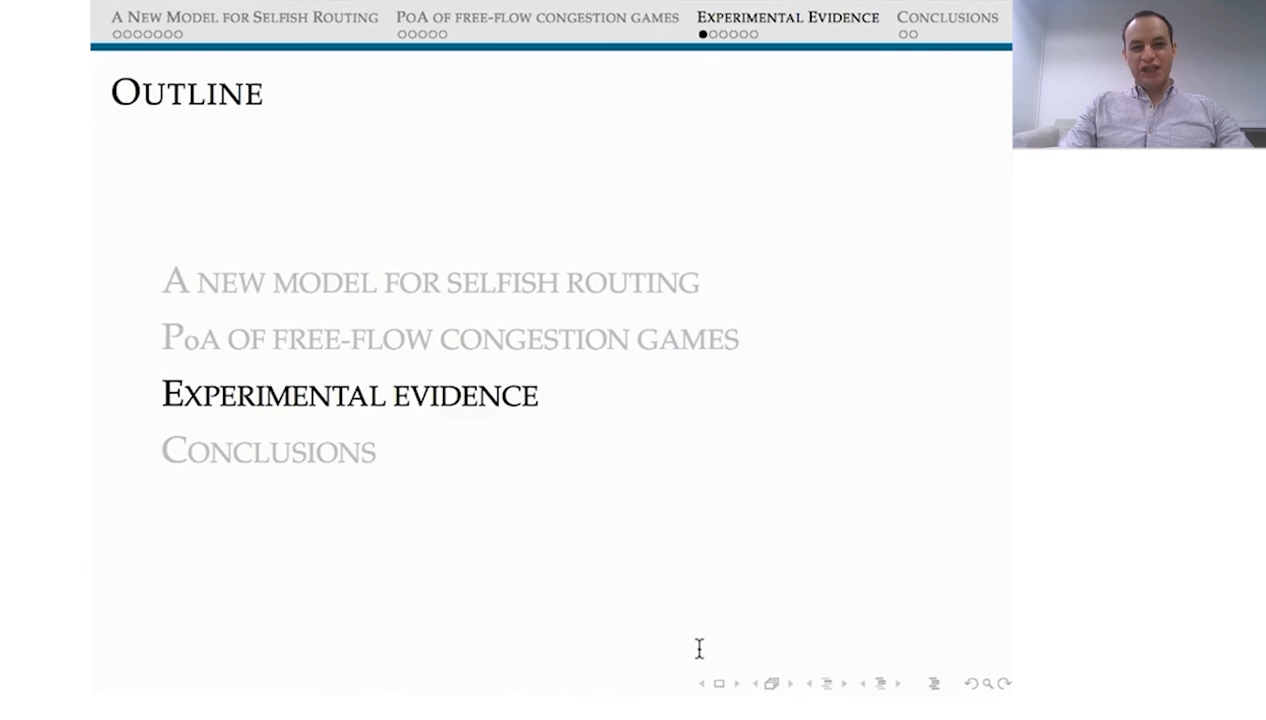 A New Model for Selfish Routing PoA of free-flow congestion games Experimental Evidence Conclusions
Outline
A new model for selfish routing
PoA of free-flow congestion games
Experimental evidence
Conclusions